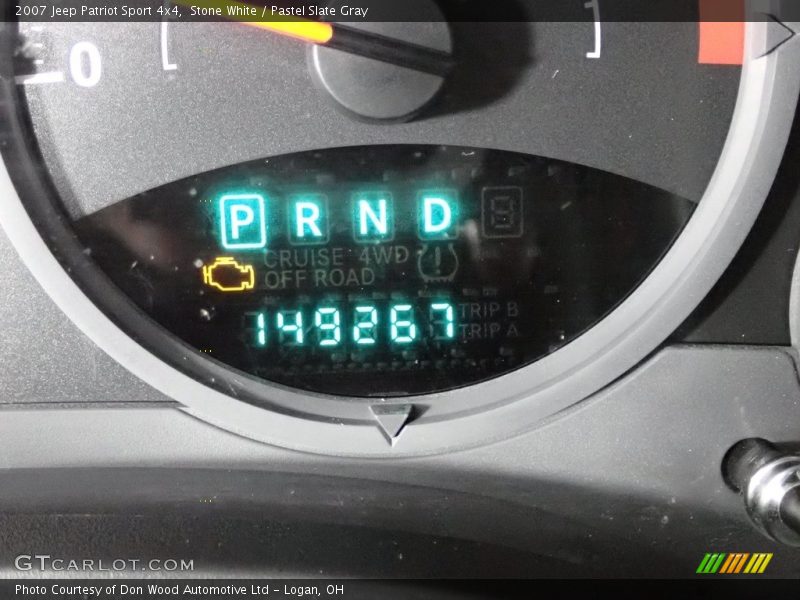 2007 Jeep Patriot Sport 4x4, Stone White / Pastel Slate Gray
0
P R N D
CRUISE 4WD
OFF ROAD
TRIP B
149267
TRIP A
GTCARLOT.COM
Photo Courtesy of Don Wood Automotive Ltd - Logan, OH